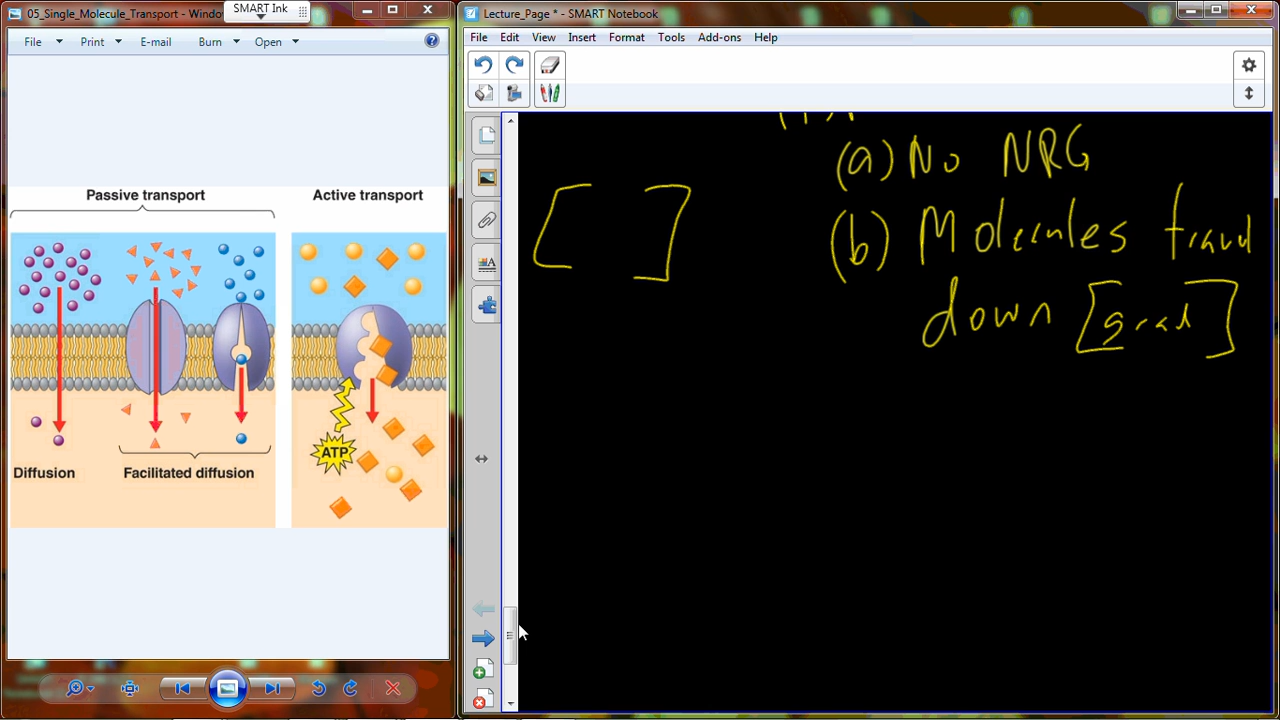 05_Single_Molecule_Transport - Windo
SMART Ink
File Print E-mail Burn Open
Passive transport
Active transport
ATP
Diffusion
Facilitated diffusion
Lecture_Page * - SMART Notebook
File Edit View Insert Format Tools Add-ons Help
(a) No NRG
[ ]
(b) Molecules travel
down [grad]